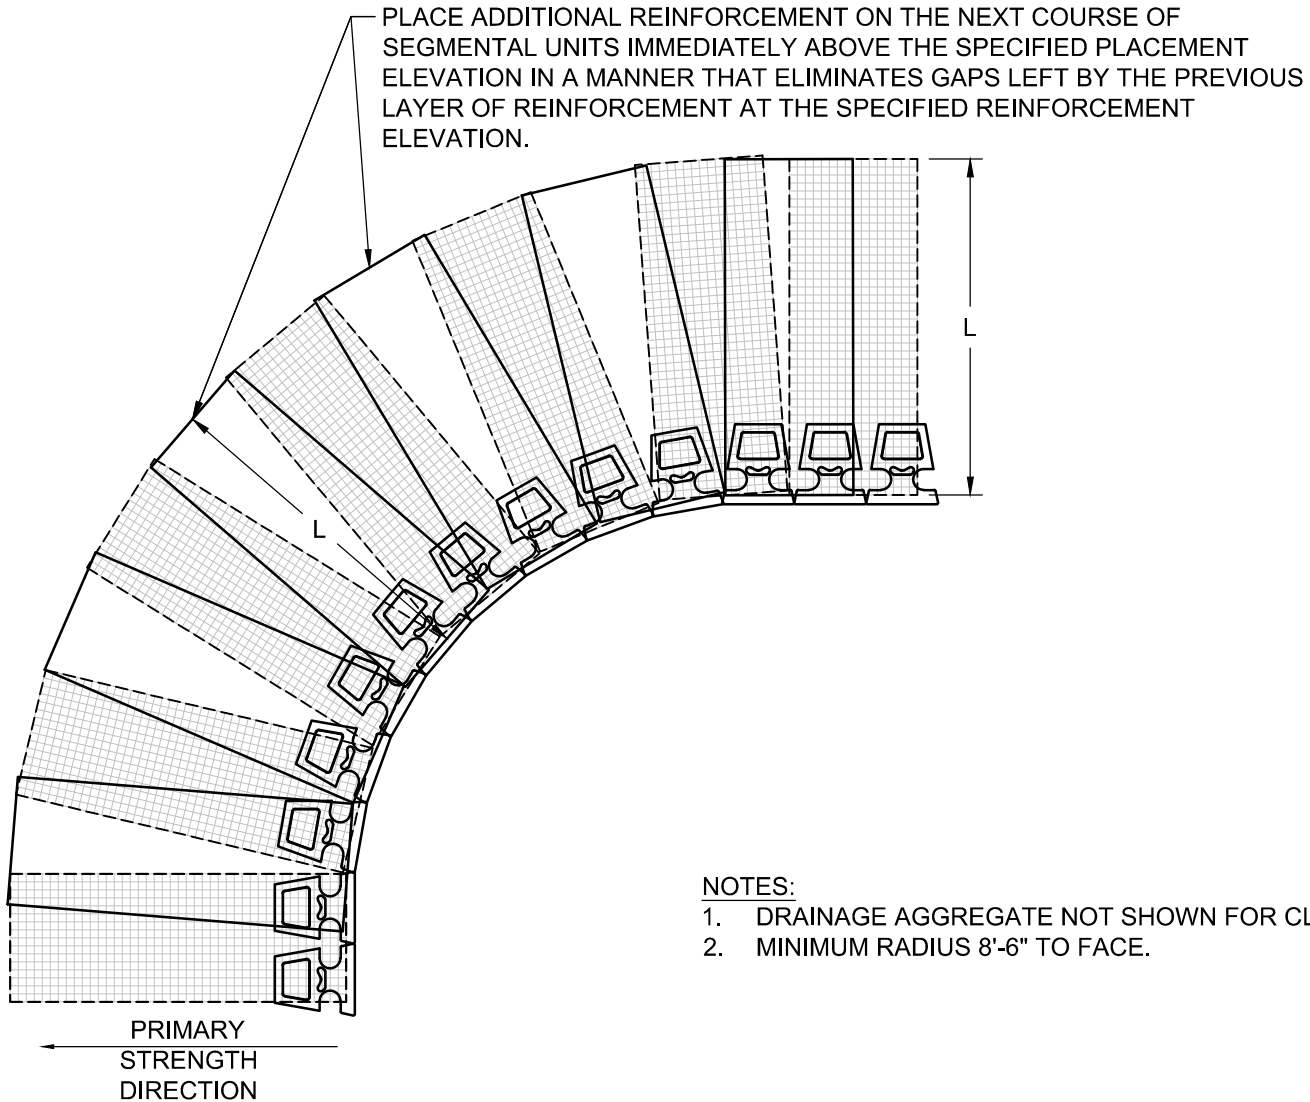 PLACE ADDITIONAL REINFORCEMENT ON THE NEXT COURSE OF
SEGMENTAL UNITS IMMEDIATELY ABOVE THE SPECIFIED PLACEMENT
ELEVATION IN A MANNER THAT ELIMINATES GAPS LEFT BY THE PREVIOUS
LAYER OF REINFORCEMENT AT THE SPECIFIED REINFORCEMENT
ELEVATION.
L
L
NOTES:
1. DRAINAGE AGGREGATE NOT SHOWN FOR
2. MINIMUM RADIUS 8'-6" TO FACE.
PRIMARY
STRENGTH
DIRECTION